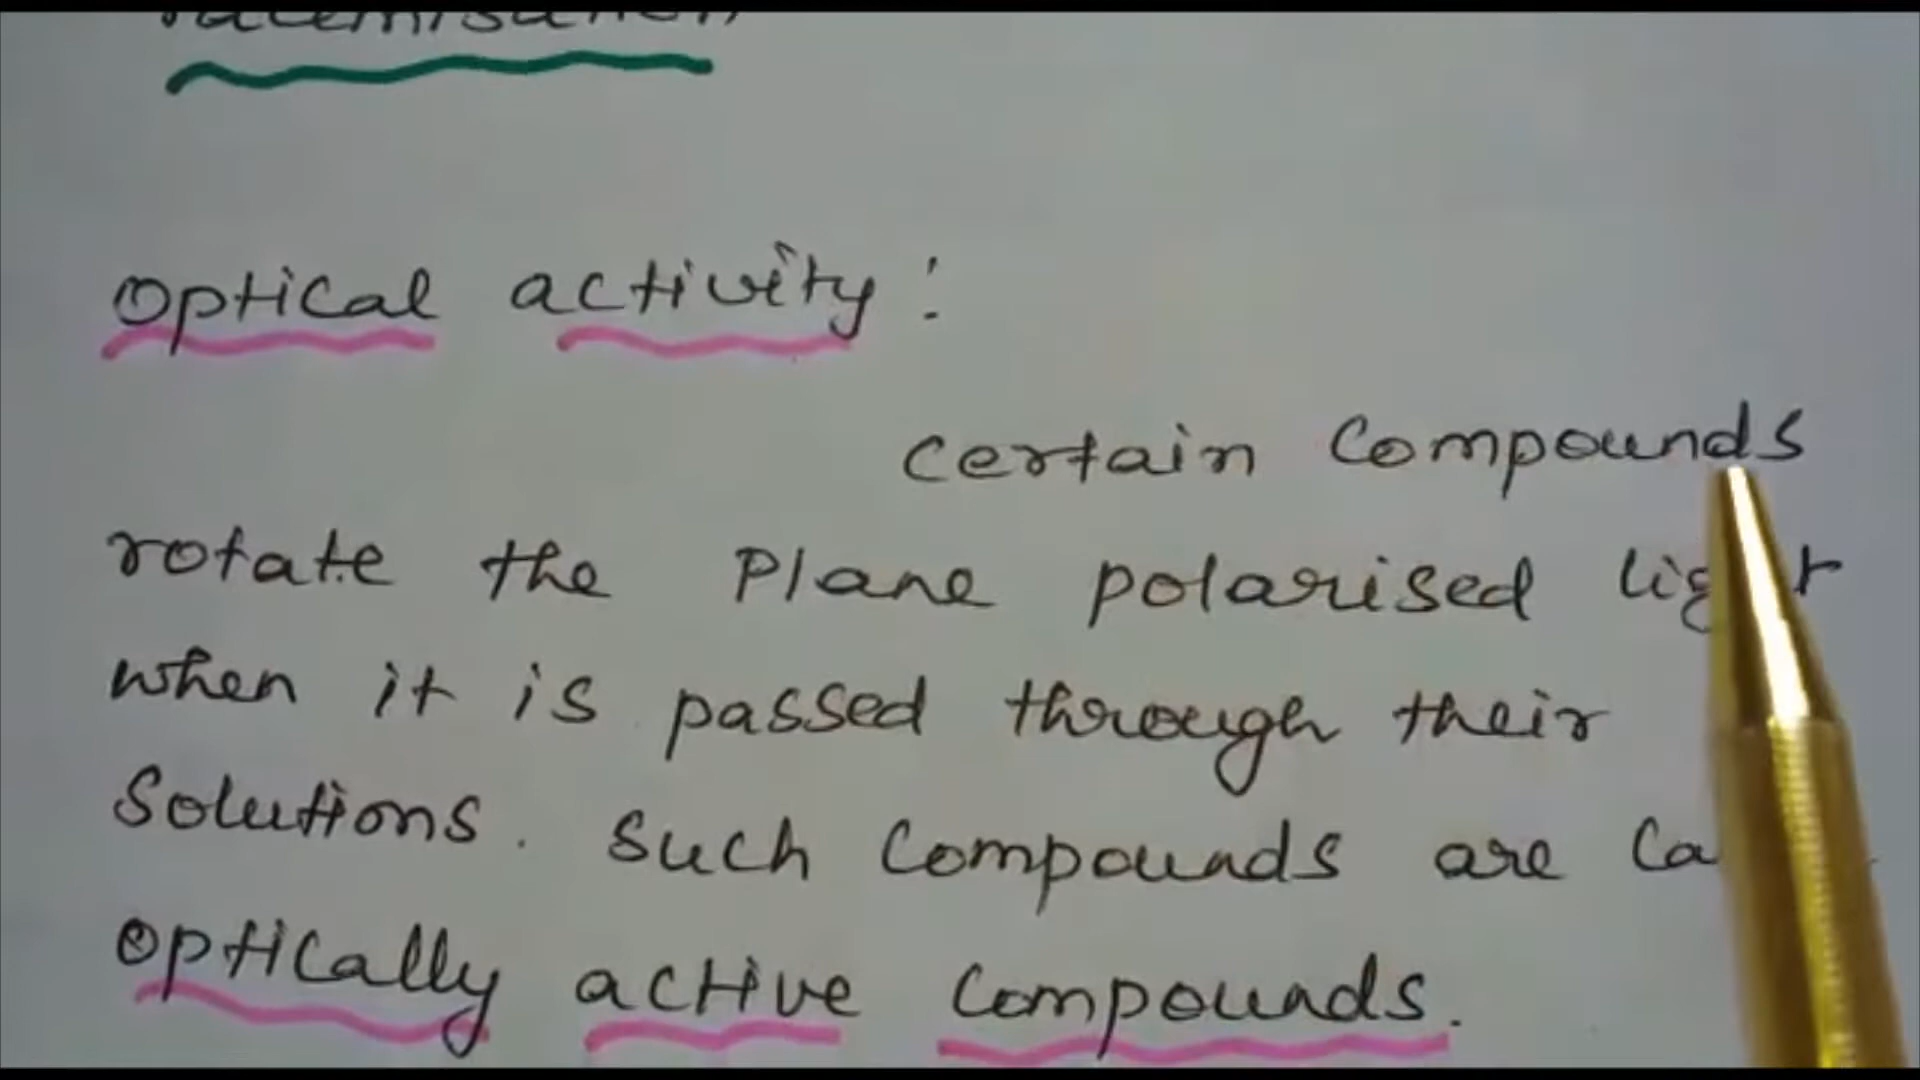 Optical activity :
Certain Compounds
rotate the Plane polarised
when it is passed through their
Solutions. Such Compounds are
Optically active Compounds.